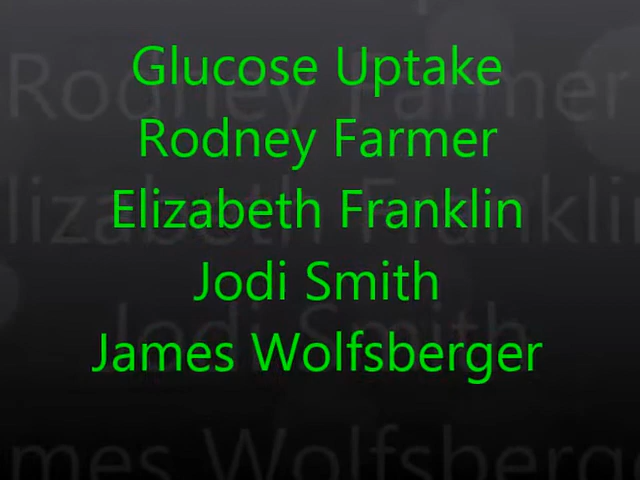 Glucose Uptake
Rodney Farmer
Elizabeth Franklin
Jodi Smith
James Wolfsberger